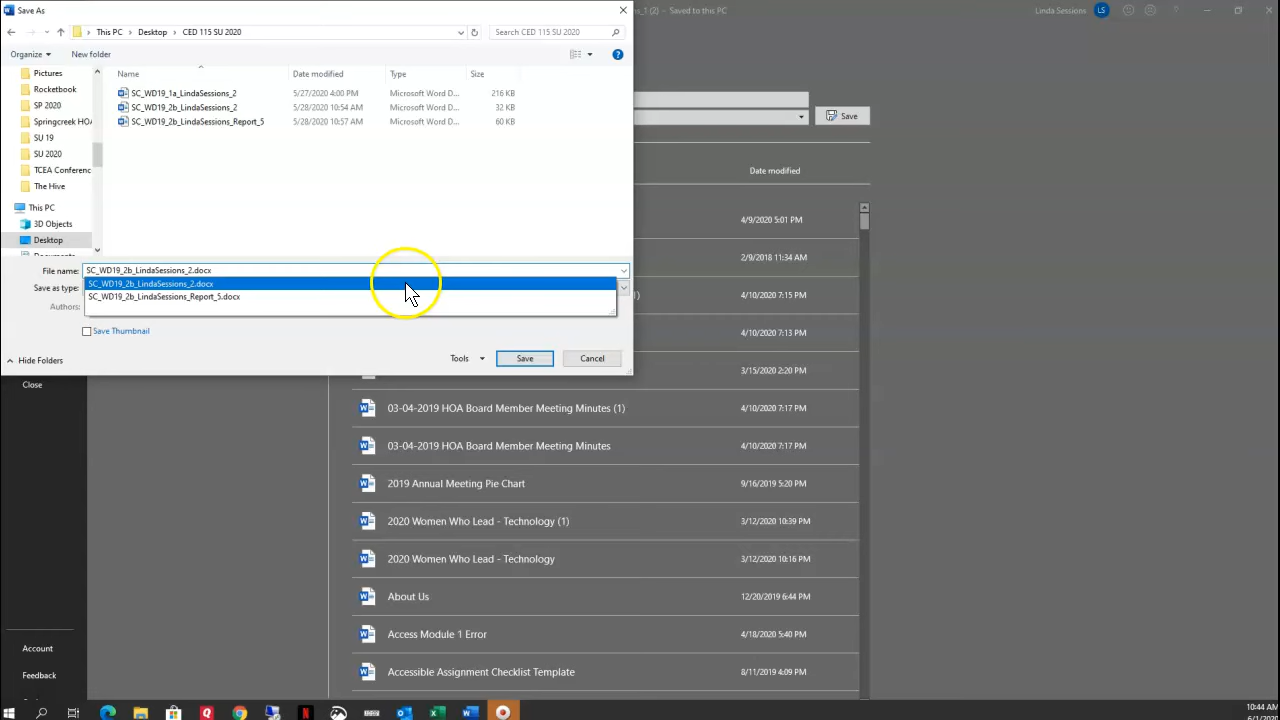 Save As
ions_1 (2) - Saved to this PC
Linda Sessions
LS
This PC > Desktop > CED 115 SU 2020
Search CED 115 SU 2020
Organize
New folder
Name
Date modified
Type
Size
Pictures
Rocketbook
SP 2020
Springcreek HOA
SU 19
SU 2020
TCEA Conferenc
The Hive
This PC
3D Objects
Desktop
SC_WD19_1a_LindaSessions_2 5/27/2020 4:00 PM Microsoft Word D... 216 KB
SC_WD19_2b_LindaSessions_2 5/28/2020 10:54 AM Microsoft Word D... 32 KB
SC_WD19_2b_LindaSessions_Report_5 5/28/2020 10:57 AM Microsoft Word D... 60 KB
File name: SC_WD19_2b_LindaSessions_2.docx
SC_WD19_2b_LindaSessions_2.docx
Save as type:
SC_WD19_2b_LindaSessions_Report_5.docx
Authors:
Save Thumbnail
Hide Folders
Tools
Save
Cancel
Save
Date modified
4/9/2020 5:01 PM
2/9/2018 11:34 AM
4/10/2020 7:15 PM
4/10/2020 7:13 PM
3/15/2020 2:20 PM
03-04-2019 HOA Board Member Meeting Minutes (1) 4/10/2020 7:17 PM
03-04-2019 HOA Board Member Meeting Minutes 4/10/2020 7:17 PM
2019 Annual Meeting Pie Chart 9/16/2019 5:20 PM
2020 Women Who Lead - Technology (1) 3/12/2020 10:39 PM
2020 Women Who Lead - Technology 3/12/2020 10:16 PM
About Us 12/20/2019 6:44 PM
Access Module 1 Error 4/18/2020 5:40 PM
Accessible Assignment Checklist Template 8/11/2019 4:09 PM
Close
Account
Feedback
10:44 AM